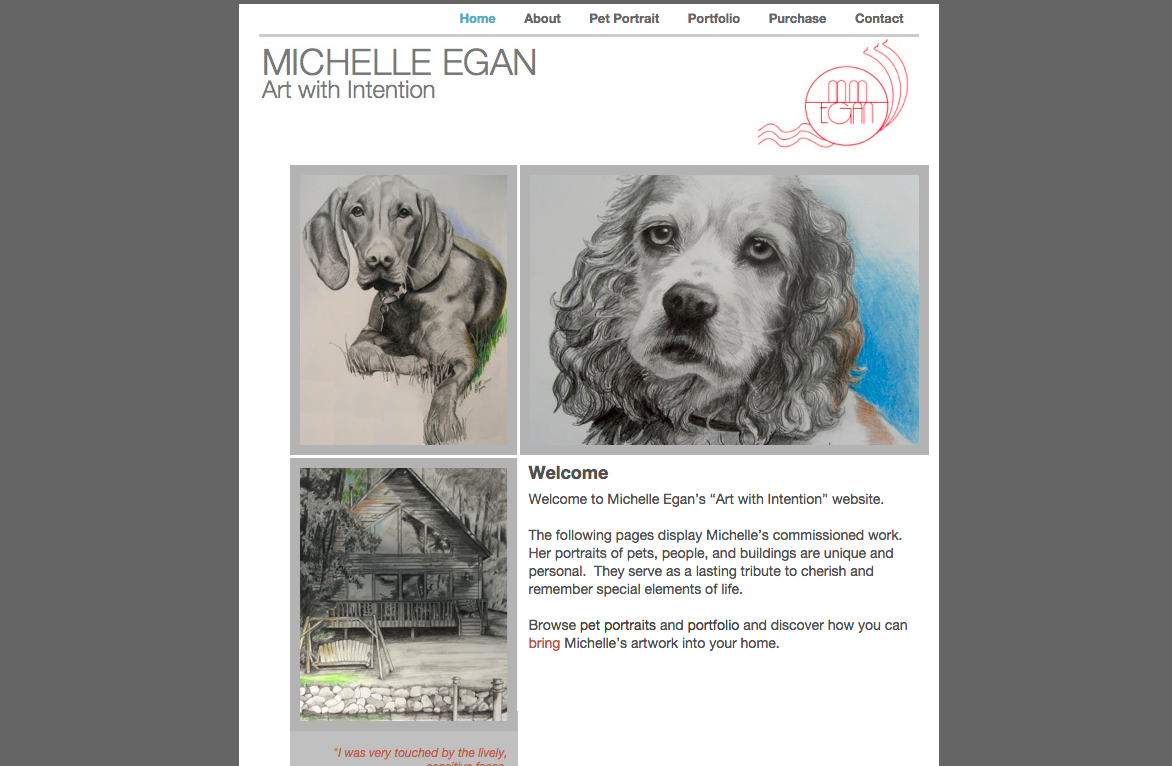 Home About Pet Portrait Portfolio Purchase Contact
MICHELLE EGAN
Art with Intention
MM
EGAN
Welcome
Welcome to Michelle Egan’s “Art with Intention” website.
The following pages display Michelle’s commissioned work.
Her portraits of pets, people, and buildings are unique and
personal.  They serve as a lasting tribute to cherish and
remember special elements of life.
Browse pet portraits and portfolio and discover how you can
bring Michelle’s artwork into your home.
"I was very touched by the lively,